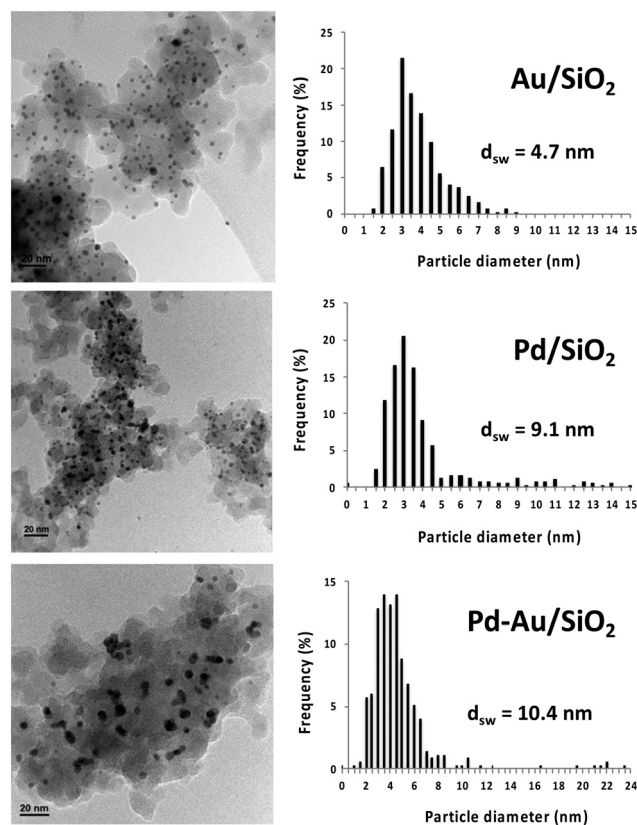 20 nm
Frequency (%)
25
20
15
10
5
0
0 1 2 3 4 5 6 7 8 9 10 11 12 13 14 15
Particle diameter (nm)
Au/SiO₂
d_sw = 4.7 nm
20 nm
Frequency (%)
25
20
15
10
5
0
0 1 2 3 4 5 6 7 8 9 10 11 12 13 14 15
Particle diameter (nm)
Pd/SiO₂
d_sw = 9.1 nm
20 nm
Frequency (%)
15
10
5
0
0 2 4 6 8 10 12 14 16 18 20 22 24
Particle diameter (nm)
Pd-Au/SiO₂
d_sw = 10.4 nm